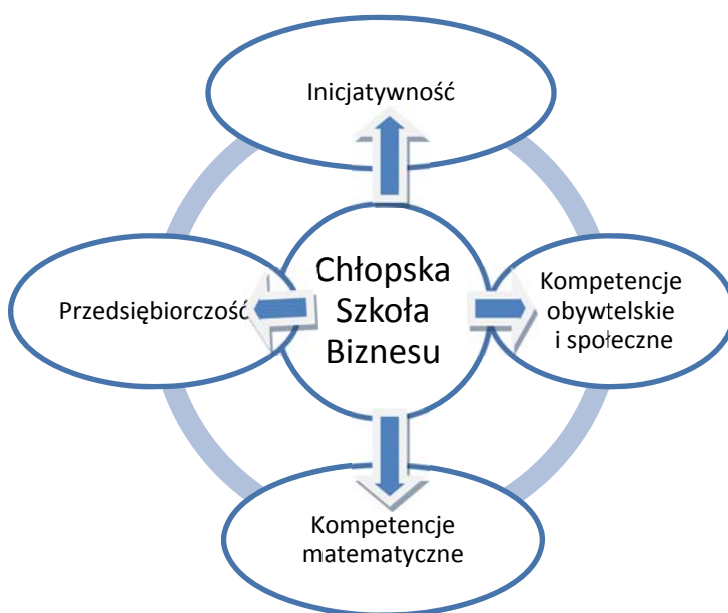 Inicjatywność
Przedsiębiorczość
Chłopska
Szkoła
Biznesu
Kompetencje
obywtelskie
i społeczne
Kompetencje
matematyczne